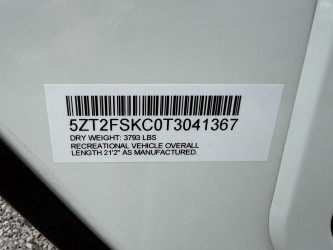 5ZT2FSKC0T3041367
DRY WEIGHT: 3793 LBS
RECREATIONAL VEHICLE OVERALL
LENGTH 21'2" AS MANUFACTURED.